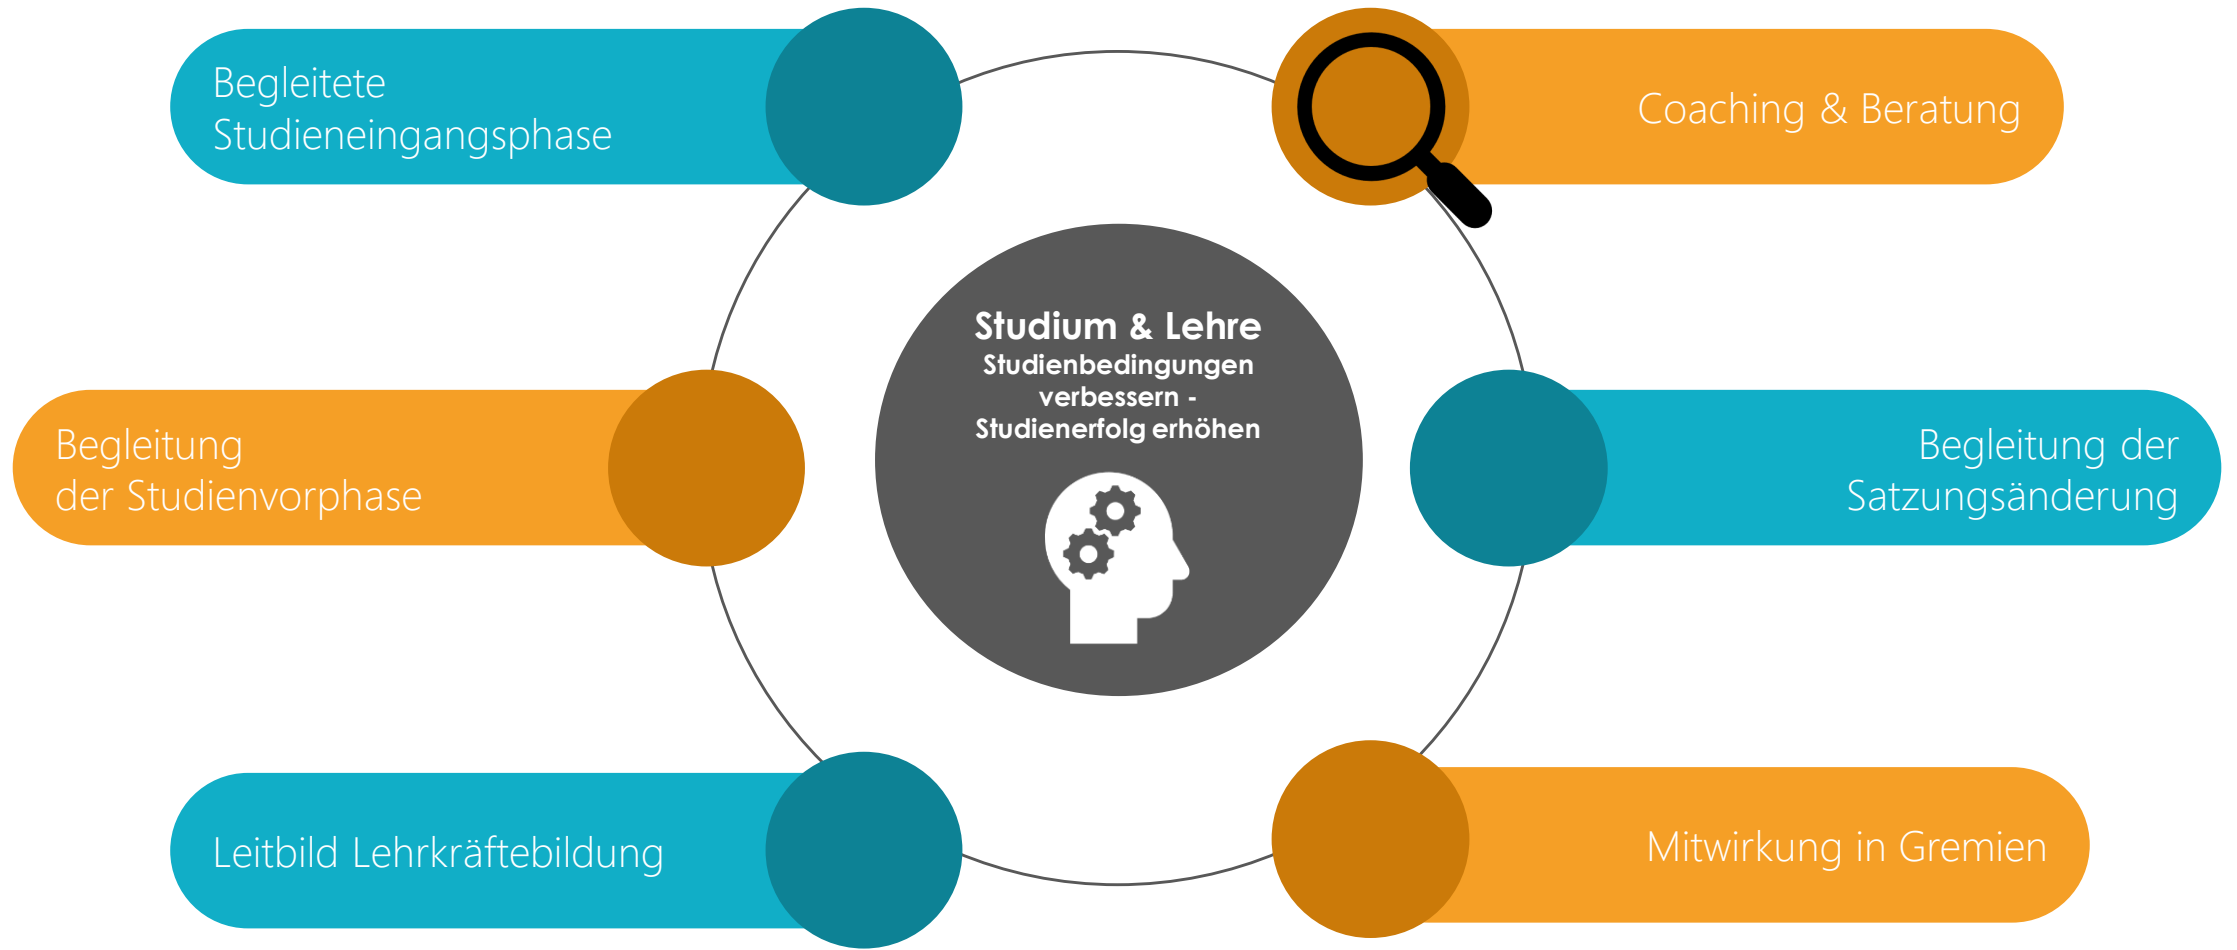 Begleitete
Studieneingangsphase
Coaching & Beratung
Studium & Lehre
Studienbedingungen
verbessern -
Studienerfolg erhöhen
Begleitung
der Studienvorphase
Begleitung der
Satzungsänderung
Leitbild Lehrkräftebildung
Mitwirkung in Gremien